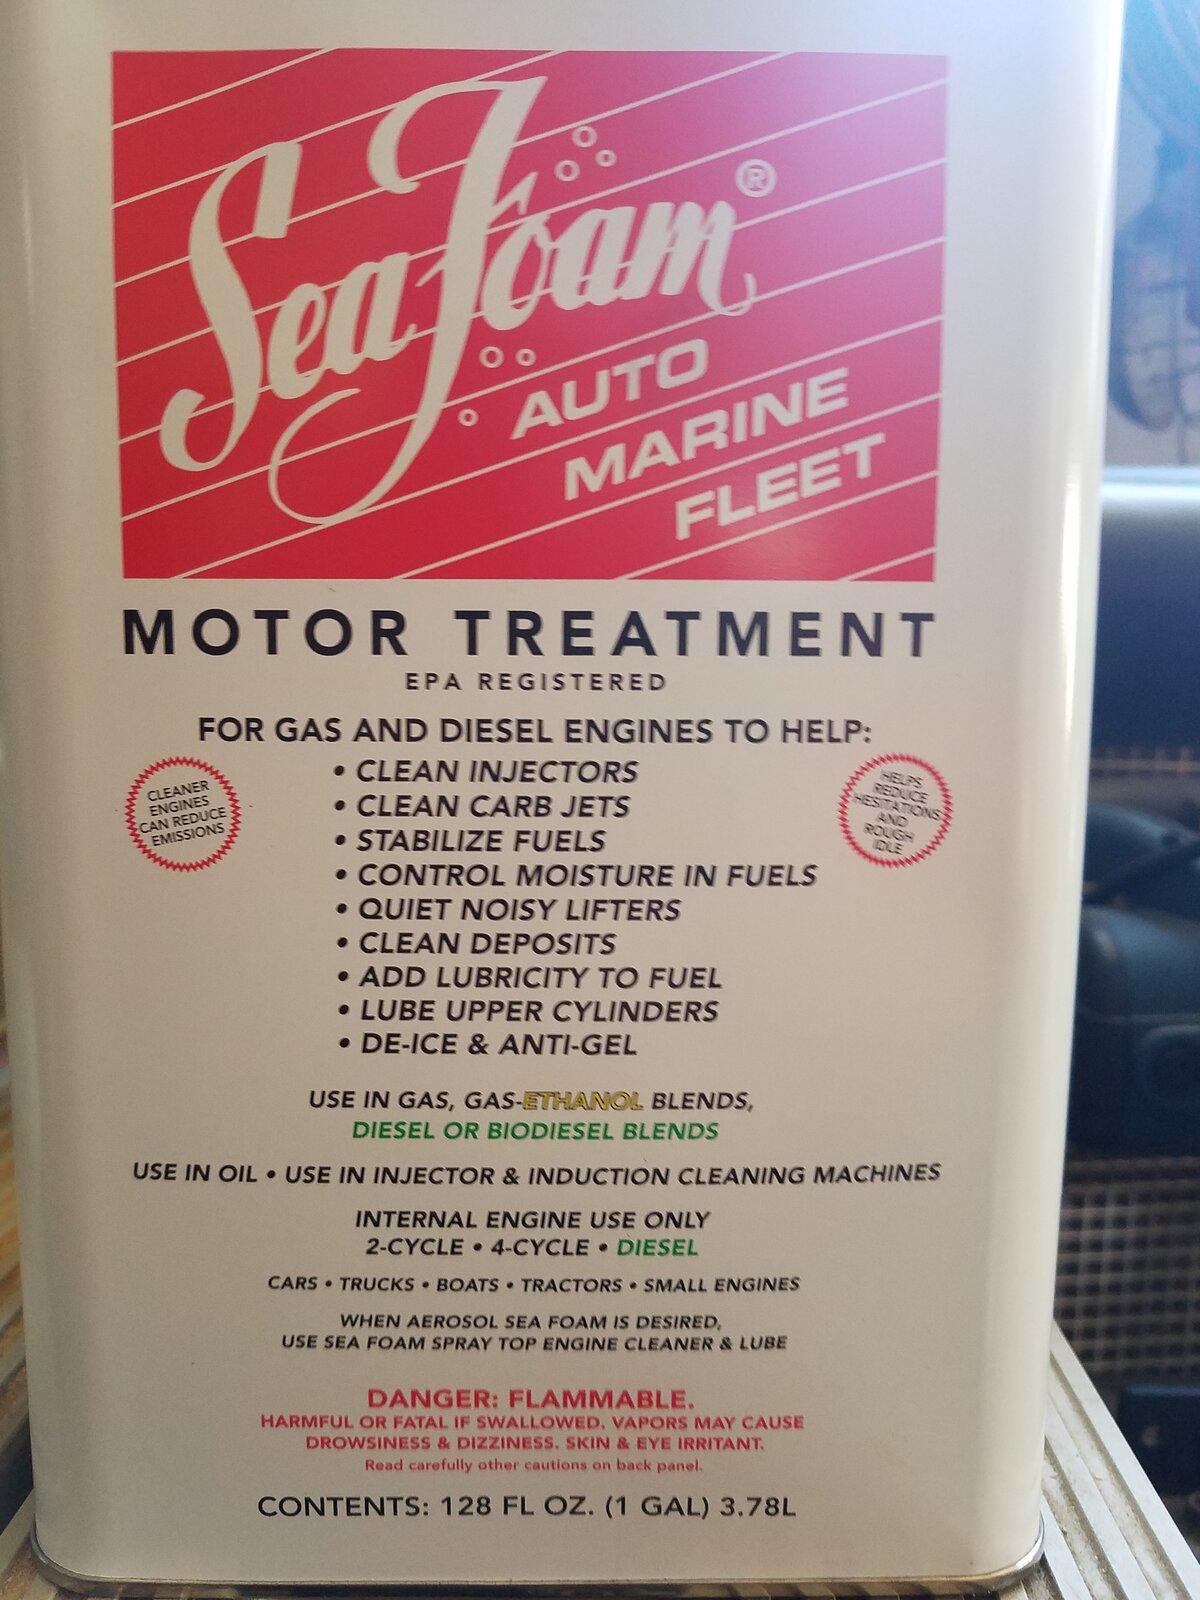 Sea Foam®
AUTO
MARINE
FLEET
MOTOR TREATMENT
EPA REGISTERED
FOR GAS AND DIESEL ENGINES TO HELP:
• CLEAN INJECTORS
• CLEAN CARB JETS
• STABILIZE FUELS
• CONTROL MOISTURE IN FUELS
• QUIET NOISY LIFTERS
• CLEAN DEPOSITS
• ADD LUBRICITY TO FUEL
• LUBE UPPER CYLINDERS
• DE-ICE & ANTI-GEL
CLEANER
ENGINES
CAN REDUCE
EMISSIONS
HELPS
REDUCE
HESITATIONS
AND
ROUGH
IDLE
USE IN GAS, GAS-ETHANOL BLENDS,
DIESEL OR BIODIESEL BLENDS
USE IN OIL • USE IN INJECTOR & INDUCTION CLEANING MACHINES
INTERNAL ENGINE USE ONLY
2-CYCLE • 4-CYCLE • DIESEL
CARS • TRUCKS • BOATS • TRACTORS • SMALL ENGINES
WHEN AEROSOL SEA FOAM IS DESIRED,
USE SEA FOAM SPRAY TOP ENGINE CLEANER & LUBE
DANGER: FLAMMABLE.
HARMFUL OR FATAL IF SWALLOWED. VAPORS MAY CAUSE
DROWSINESS & DIZZINESS. SKIN & EYE IRRITANT.
Read carefully other cautions on back panel.
CONTENTS: 128 FL OZ. (1 GAL) 3.78L